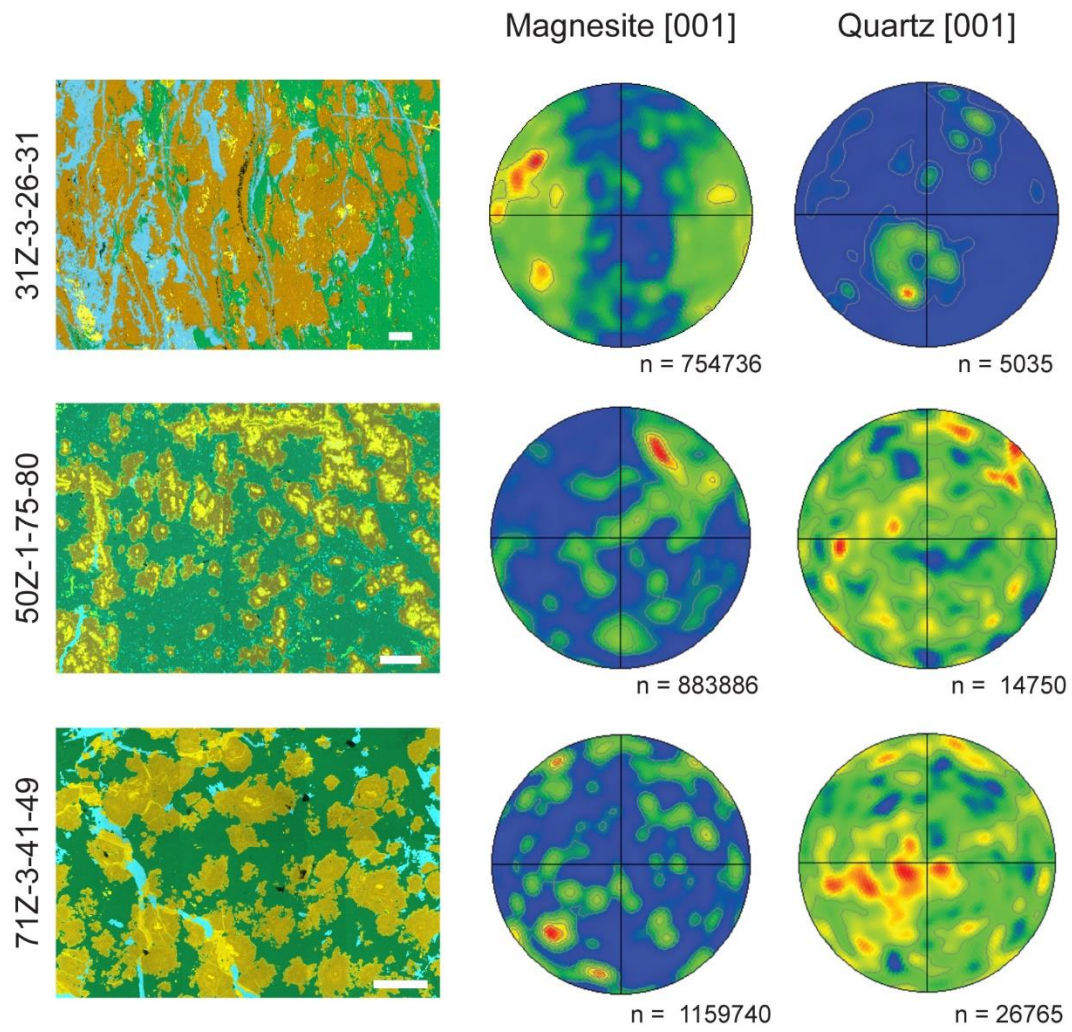 Magnesite [001] Quartz [001]
31Z-3-26-31
n = 754736
n = 5035
50Z-1-75-80
n = 883886
n = 14750
71Z-3-41-49
n = 1159740
n = 26765